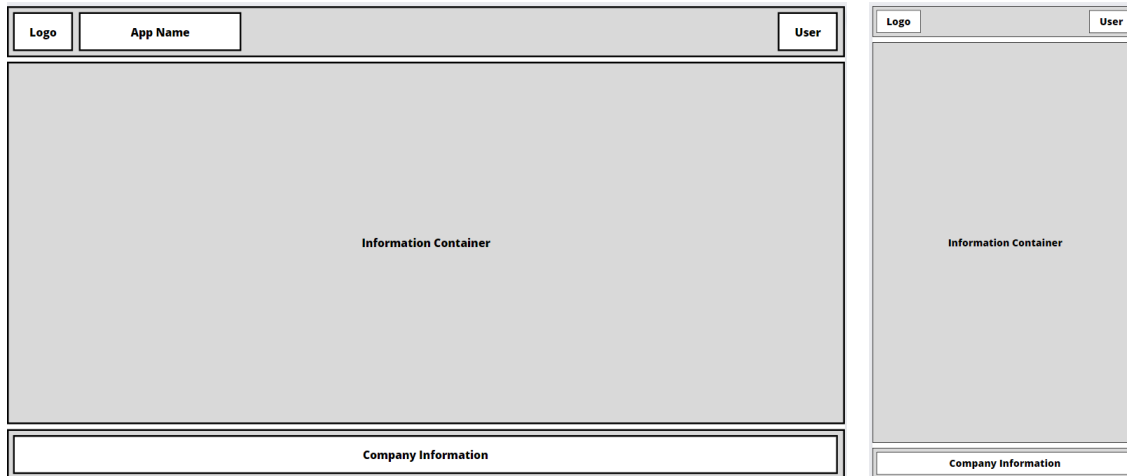 Logo
App Name
User
Information Container
Company Information
Logo
User
Information Container
Company Information